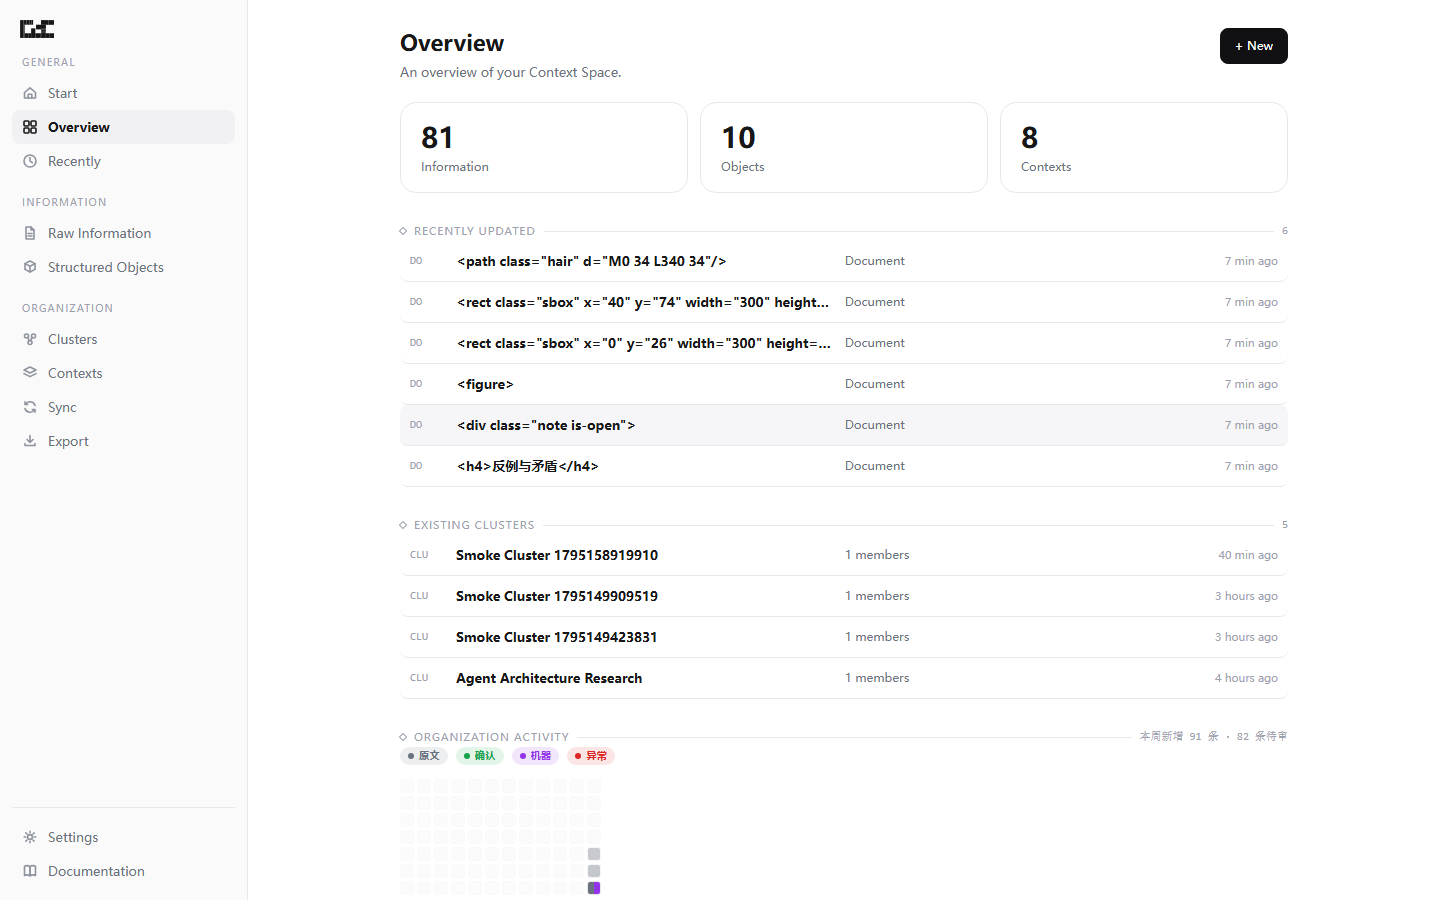 GENERAL
Start
Overview
Recently
INFORMATION
Raw Information
Structured Objects
ORGANIZATION
Clusters
Contexts
Sync
Export
Settings
Documentation
Overview
An overview of your Context Space.
+ New
81
Information
10
Objects
8
Contexts
RECENTLY UPDATED 6
DO <path class="hair" d="M0 34 L340 34"/> Document 7 min ago
DO <rect class="sbox" x="40" y="74" width="300" height... Document 7 min ago
DO <rect class="sbox" x="0" y="26" width="300" height=... Document 7 min ago
DO <figure> Document 7 min ago
DO <div class="note is-open"> Document 7 min ago
DO <h4>反例与矛盾</h4> Document 7 min ago
EXISTING CLUSTERS 5
CLU Smoke Cluster 1795158919910 1 members 40 min ago
CLU Smoke Cluster 1795149909519 1 members 3 hours ago
CLU Smoke Cluster 1795149423831 1 members 3 hours ago
CLU Agent Architecture Research 1 members 4 hours ago
ORGANIZATION ACTIVITY 本周新增 91 条 · 82 条待审
原文 确认 机器 异常